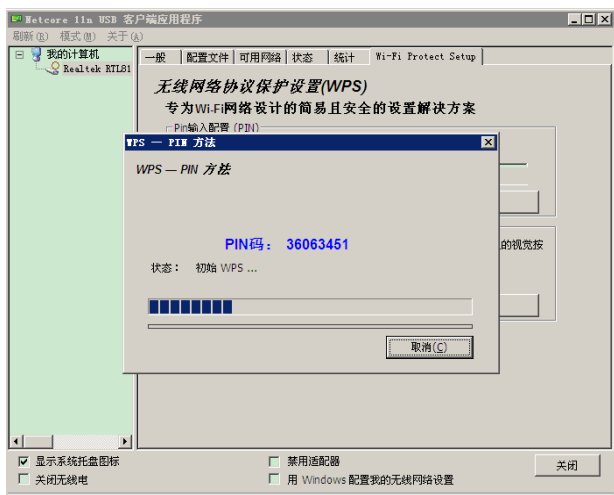 Netcore 11n USB 客户端应用程序
刷新(R) 模式(M) 关于(A)
我的计算机
Realtek RTL81
一般 配置文件 可用网络 状态 统计 Wi-Fi Protect Setup
无线网络协议保护设置(WPS)
专为Wi-Fi网络设计的简易且安全的设置解决方案
Pin输入配置 (PIN)
WPS — PIN 方法
WPS — PIN 方法
PIN码： 36063451
的视觉按
状态： 初始 WPS ...
取消(C)
显示系统托盘图标 禁用适配器
关闭
关闭无线电 用 Windows 配置我的无线网络设置